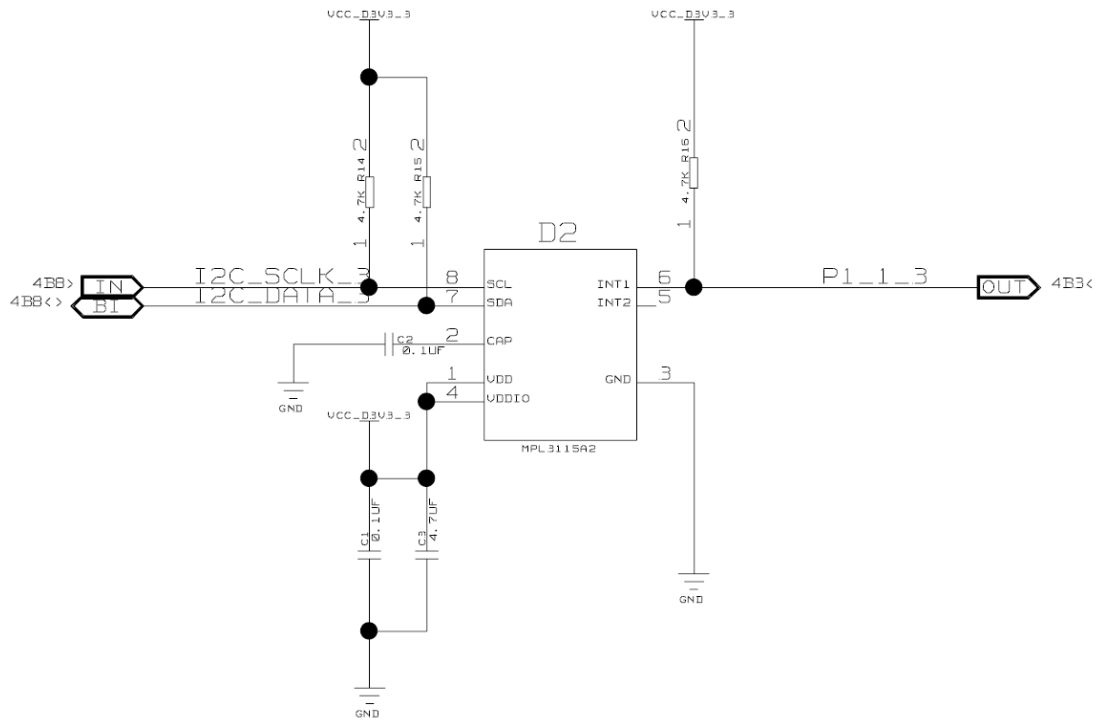 VCC_D3V3_3
VCC_D3V3_3
4.7K R14 2
1
4.7K R15 2
1
4.7K R16 2
1
D2
4B8> IN I2C_SCLK_3 8 SCL
4B8<> BI I2C_DATA_3 7 SDA
INT1 6 P1_1_3 OUT 4B3<
INT2 5
C2 0.1UF 2 CAP
GND
1 VDD
4 VDDIO
GND 3
VCC_D3V3_3
MPL3115A2
C1 0.1UF
C3 4.7UF
GND
GND